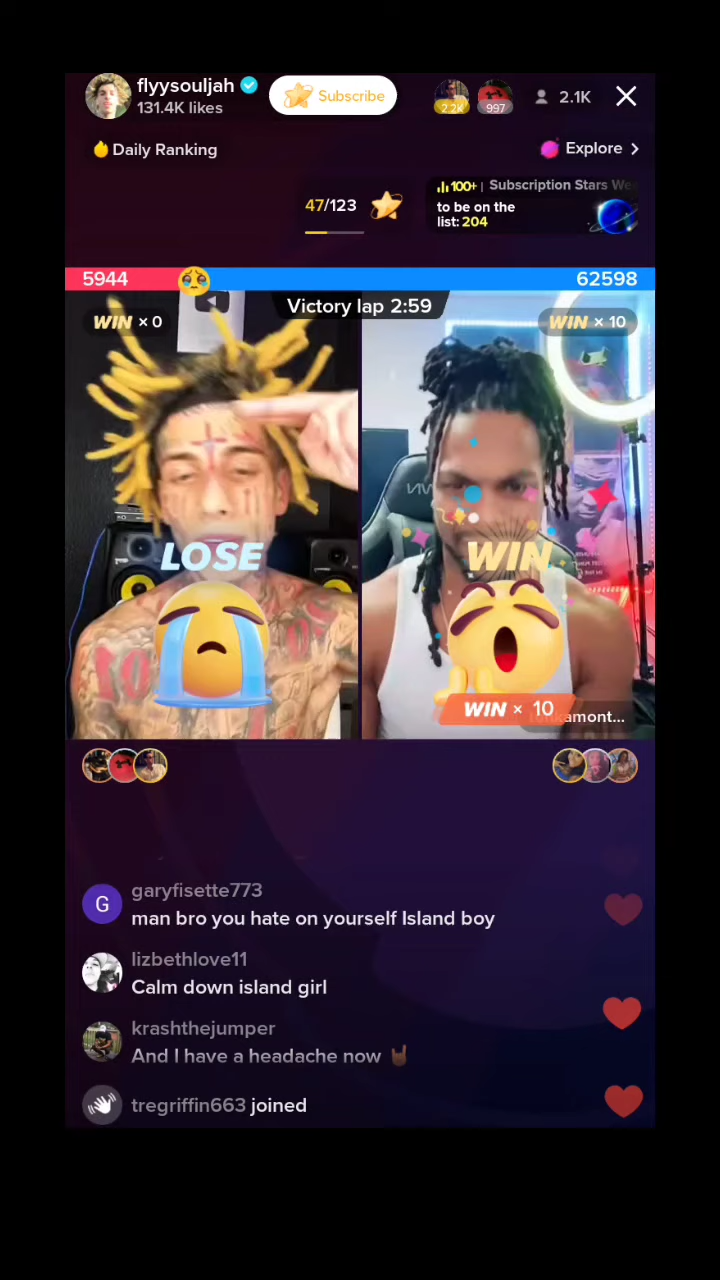 flyysouljah
131.4K likes
Subscribe
2.2K
997
2.1K
Daily Ranking
Explore
47/123
100+ | Subscription Stars We
to be on the
list: 204
5944
62598
Victory lap 2:59
WIN × 0
WIN × 10
LOSE
WIN
WIN × 10
kamont...
garyfisette773
man bro you hate on yourself Island boy
lizbethlove11
Calm down island girl
krashthejumper
And I have a headache now 🤘🏾
tregriffin663 joined
G
10